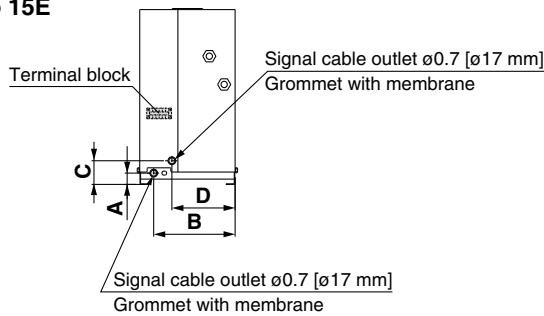 15E
Signal cable outlet ø0.7 [ø17 mm]
Grommet with membrane
Terminal block
C
A
D
B
Signal cable outlet ø0.7 [ø17 mm]
Grommet with membrane